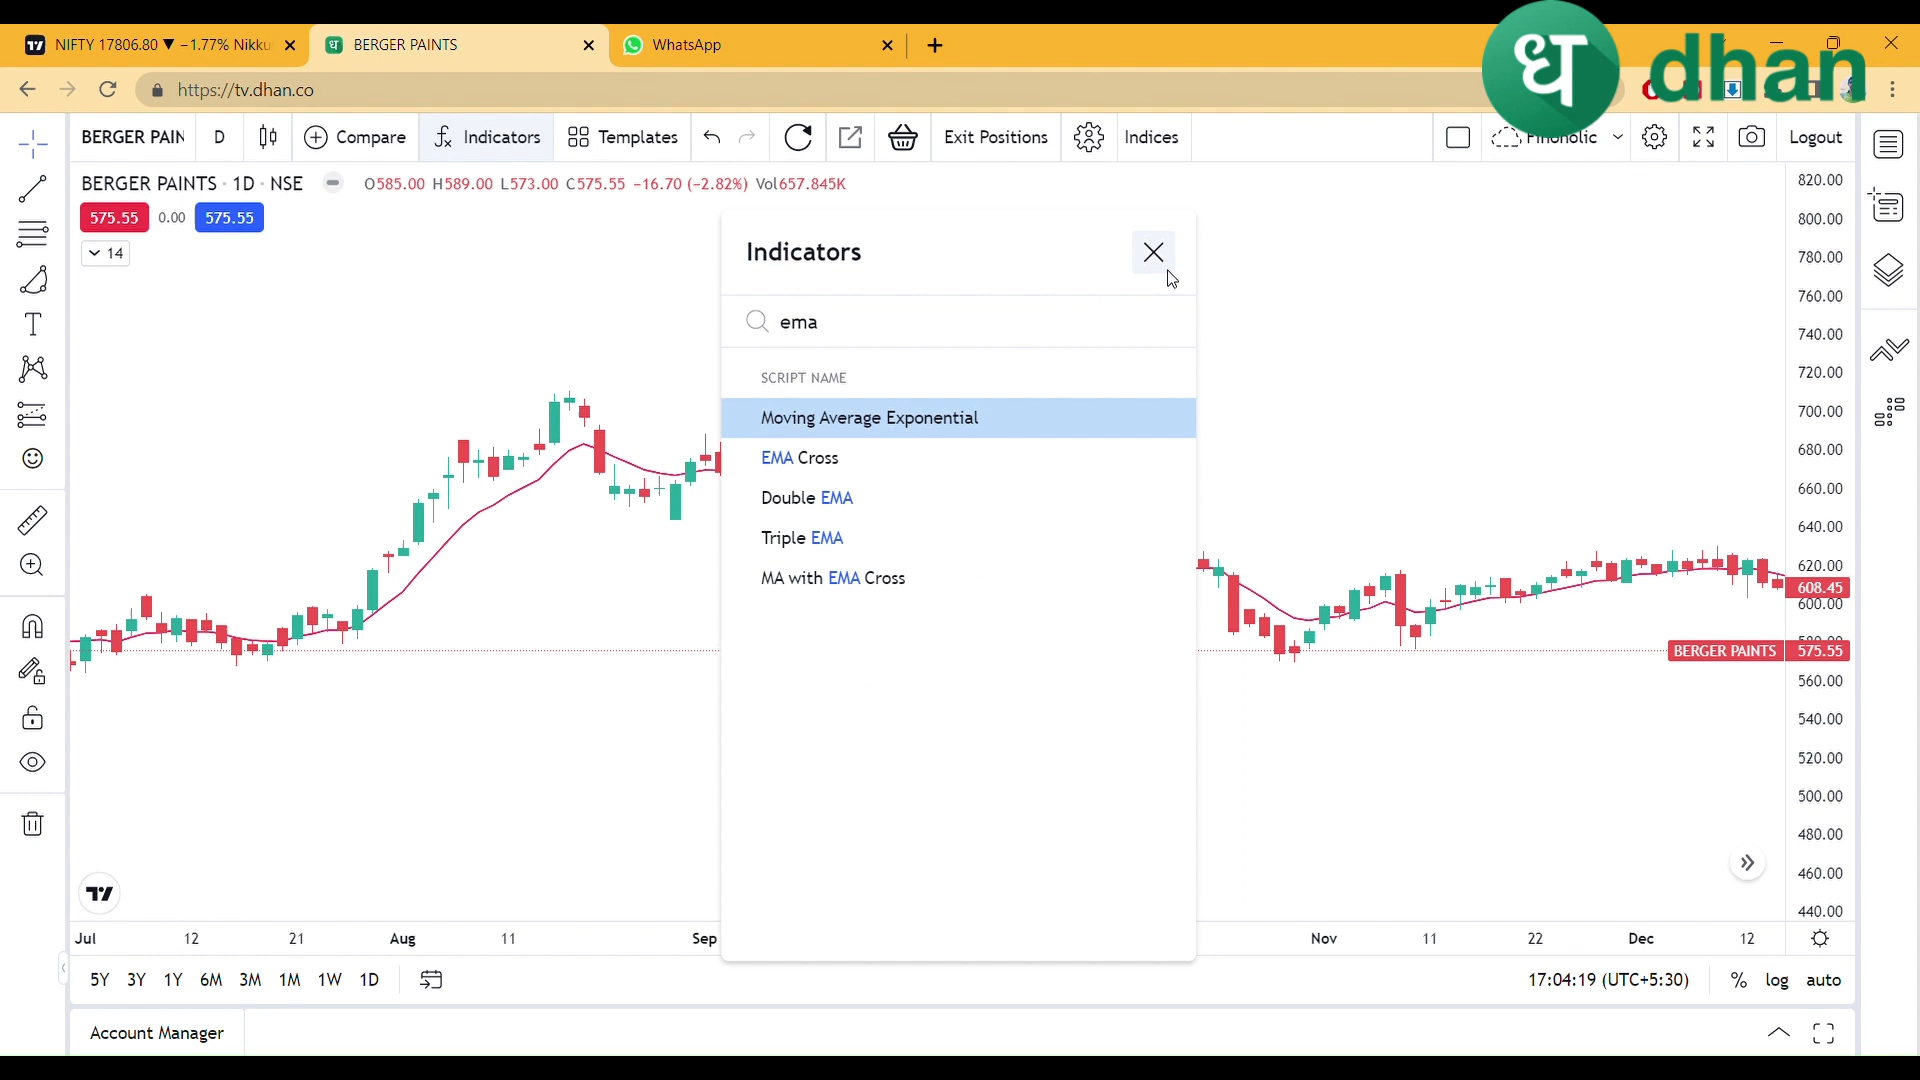 NIFTY 17806.80 ▼ −1.77% Nikku
BERGER PAINTS
WhatsApp
ध dhan
https://tv.dhan.co
BERGER PAIN
D
Compare
Indicators
Templates
Exit Positions
Indices
Logout
BERGER PAINTS · 1D · NSE
O585.00 H589.00 L573.00 C575.55 −16.70 (−2.82%) Vol657.845K
575.55 0.00 575.55
14
Indicators
ema
SCRIPT NAME
Moving Average Exponential
EMA Cross
Double EMA
Triple EMA
MA with EMA Cross
820.00
800.00
780.00
760.00
740.00
720.00
700.00
680.00
660.00
640.00
620.00
608.45
600.00
BERGER PAINTS 575.55
560.00
540.00
520.00
500.00
480.00
460.00
440.00
Jul 12 21 Aug 11 Sep Nov 11 22 Dec 12
5Y 3Y 1Y 6M 3M 1M 1W 1D
17:04:19 (UTC+5:30) % log auto
Account Manager